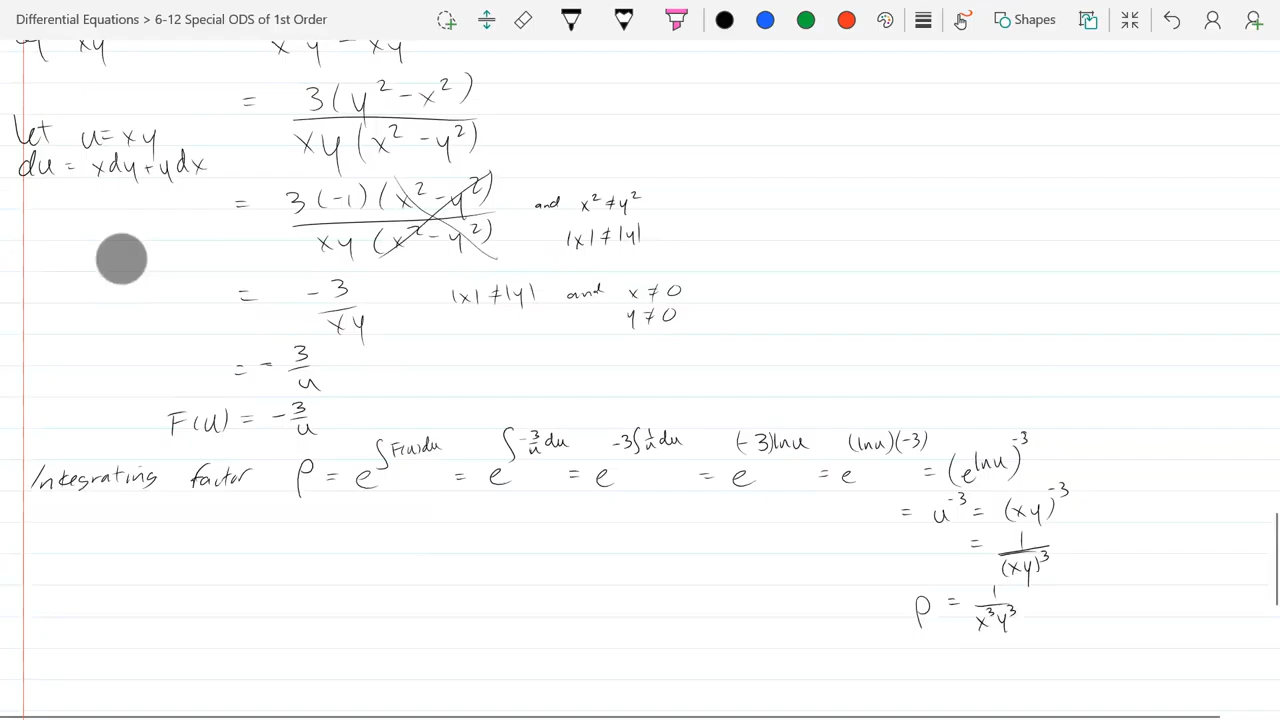 Differential Equations > 6-12 Special ODS of 1st Order
Shapes
xy
= 3(y² - x²) / xy(x² - y²)
Let u = xy
du = xdy + ydx
= 3(-1)(x² - y²) / xy(x² - y²) and x² ≠ y²
|x| ≠ |y|
= -3 / xy |x| ≠ |y| and x ≠ 0
y ≠ 0
= - 3/u
F(u) = - 3/u
Integrating factor ρ = e^∫F(u)du = e^∫-3/u du = e^-3∫1/u du = e^(-3)lnu = e^(lnu)(-3) = (e^lnu)^-3
= u^-3 = (xy)^-3
= 1/(xy)³
ρ = 1/x³y³